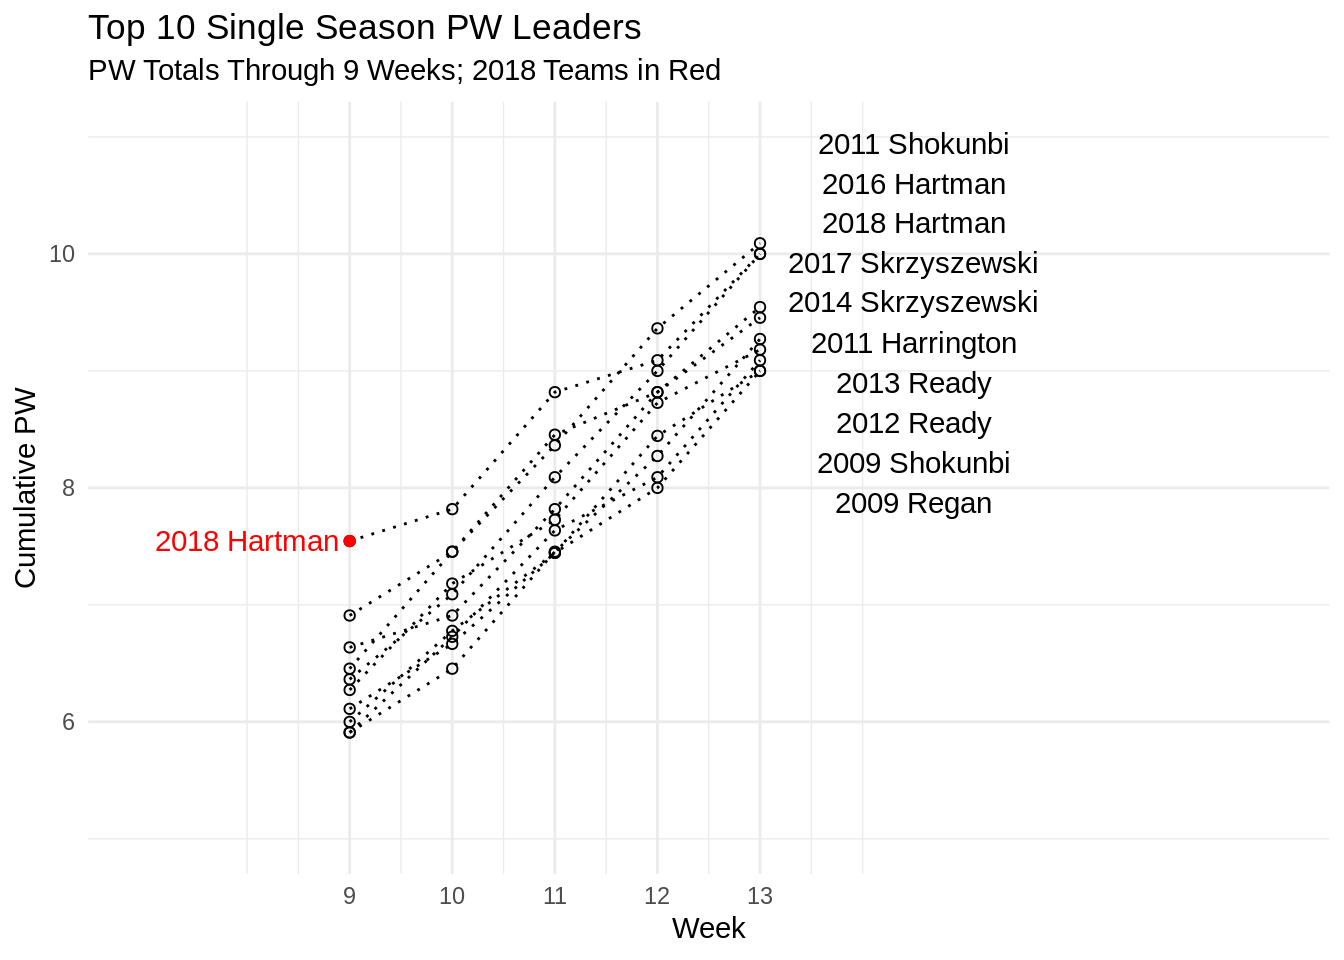 Top 10 Single Season PW Leaders
PW Totals Through 9 Weeks; 2018 Teams in Red
2011 Shokunbi
2016 Hartman
2018 Hartman
2017 Skrzyszewski
2014 Skrzyszewski
2011 Harrington
2013 Ready
2012 Ready
2009 Shokunbi
2009 Regan
2018 Hartman
Cumulative PW
10
8
6
9 10 11 12 13
Week